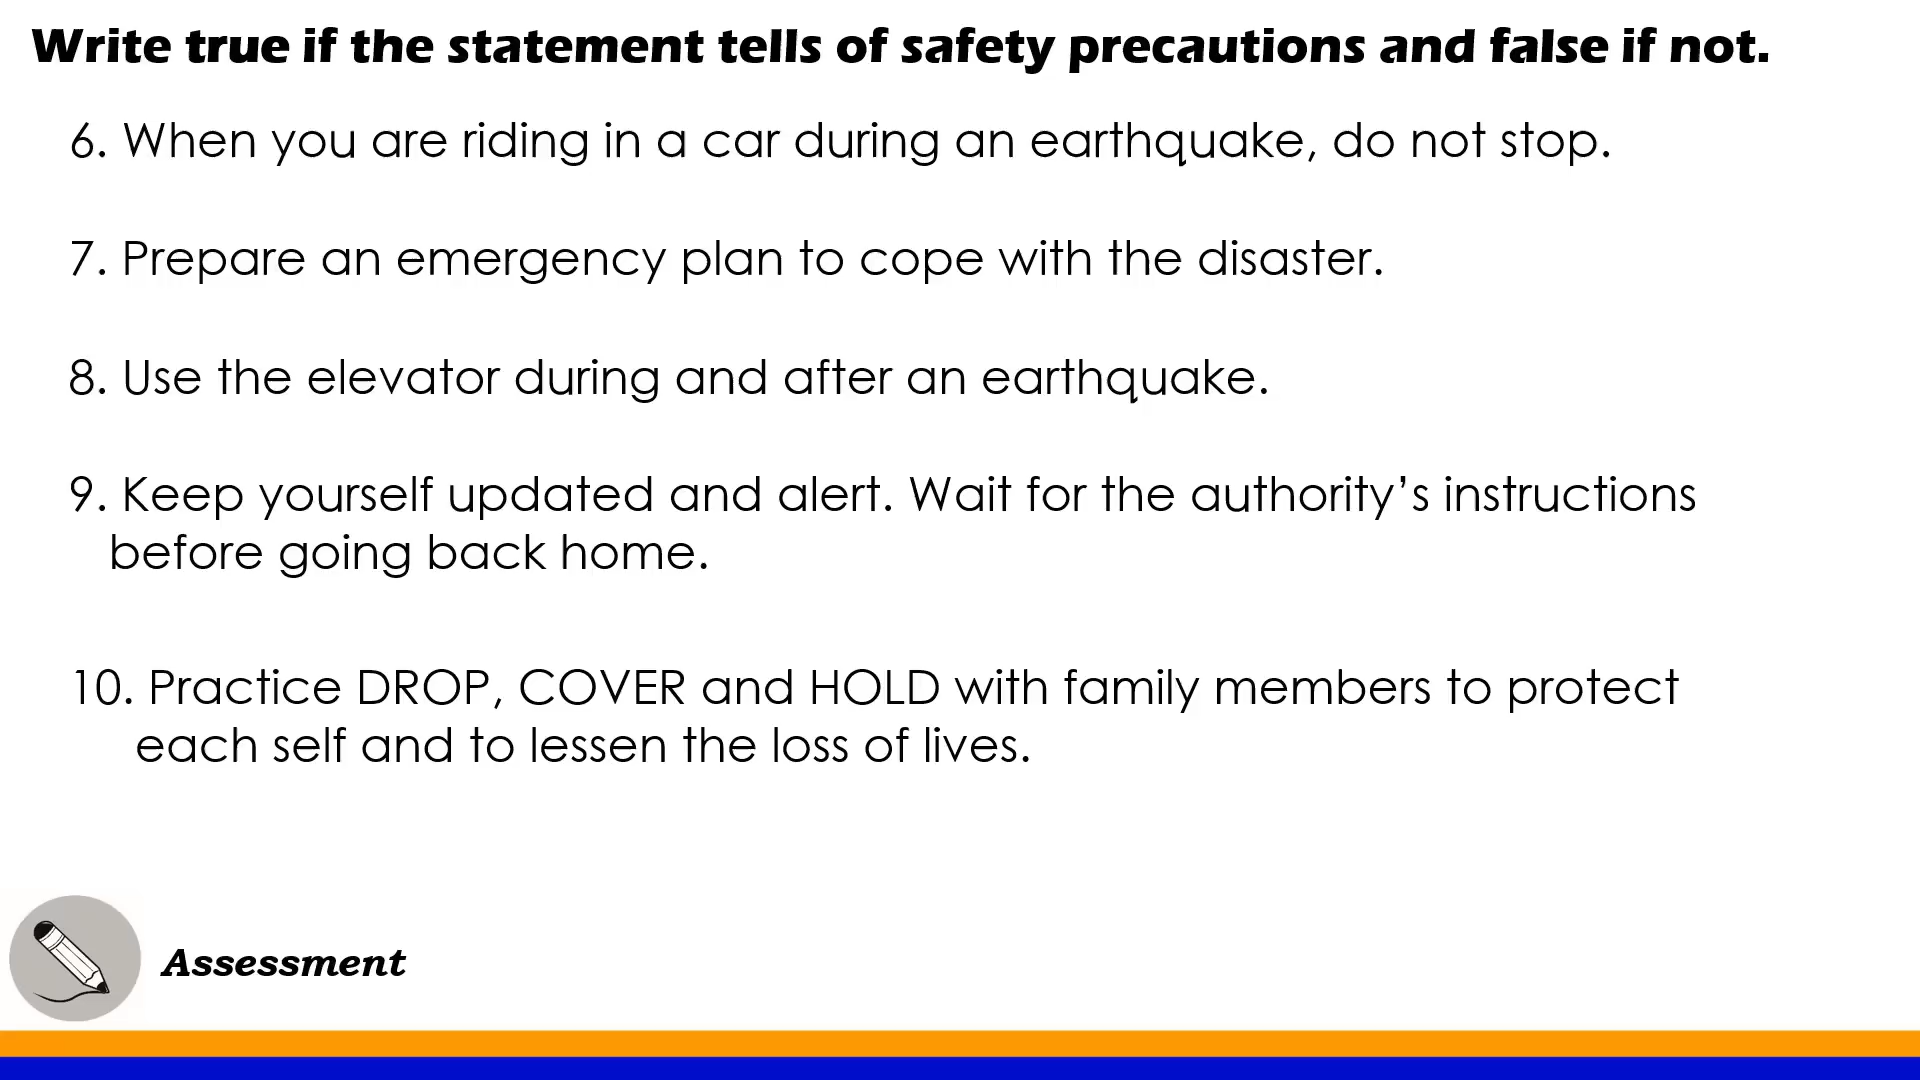 Write true if the statement tells of safety precautions and false if not.
6. When you are riding in a car during an earthquake, do not stop.
7. Prepare an emergency plan to cope with the disaster.
8. Use the elevator during and after an earthquake.
9. Keep yourself updated and alert. Wait for the authority’s instructions
before going back home.
10. Practice DROP, COVER and HOLD with family members to protect
each self and to lessen the loss of lives.
Assessment